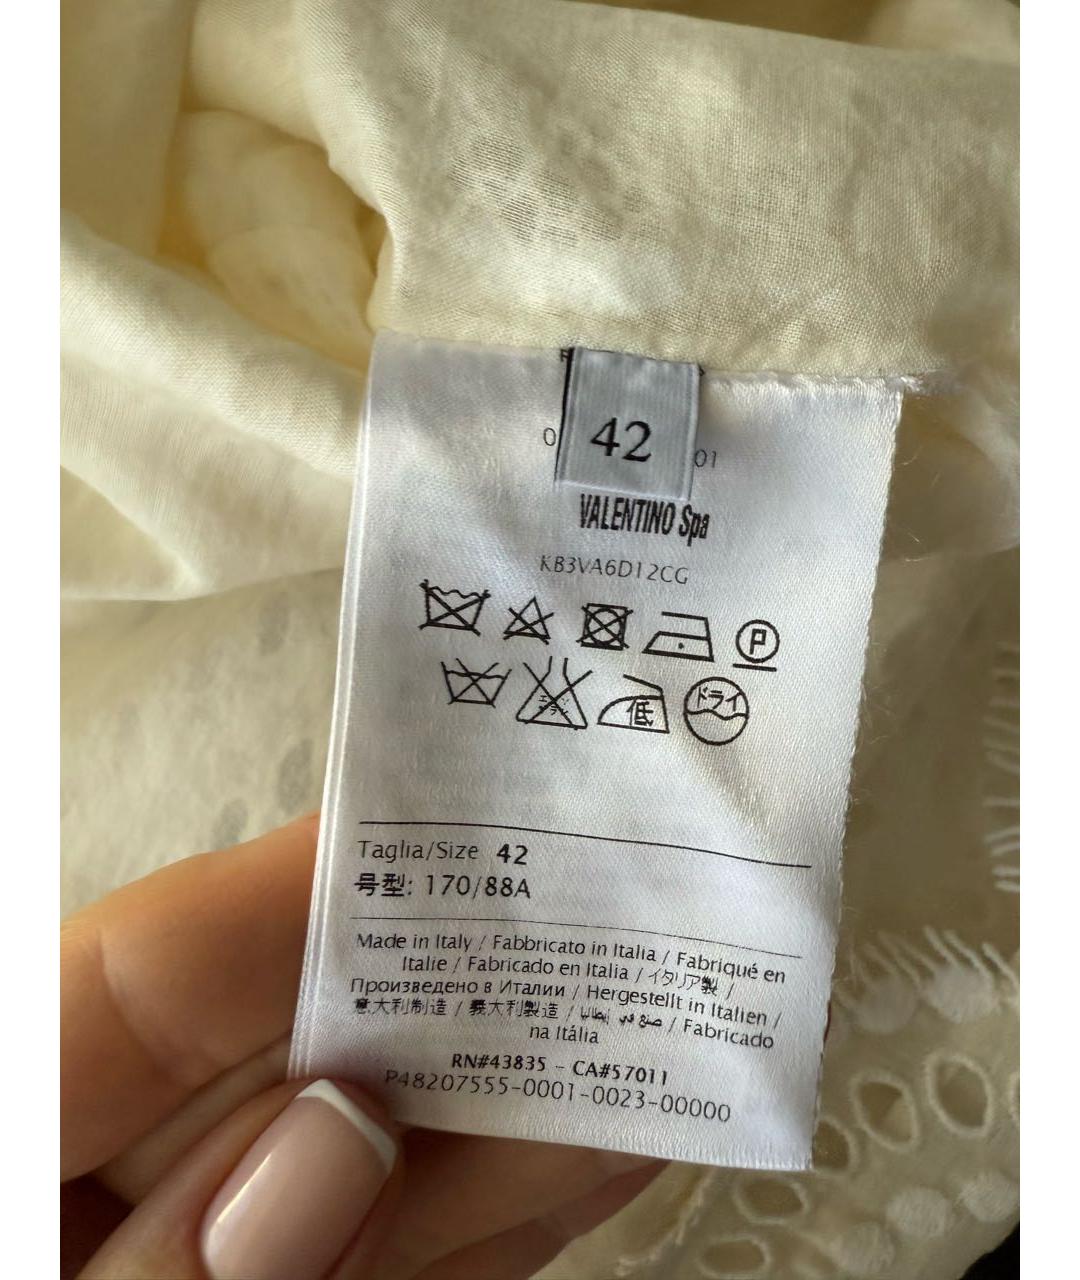 42
01
VALENTINO Spa
KB3VA6D12CG
P
低
ドライ
Taglia/Size 42
号型: 170/88A
Made in Italy / Fabbricato in Italia / Fabriqué en
Italie / Fabricado en Italia / イタリア製 /
Произведено в Италии / Hergestellt in Italien /
意大利制造 / 義大利製造 / صنع في إيطاليا / Fabricado
na Itália
RN#43835 - CA#57011
P48207555-0001-0023-00000